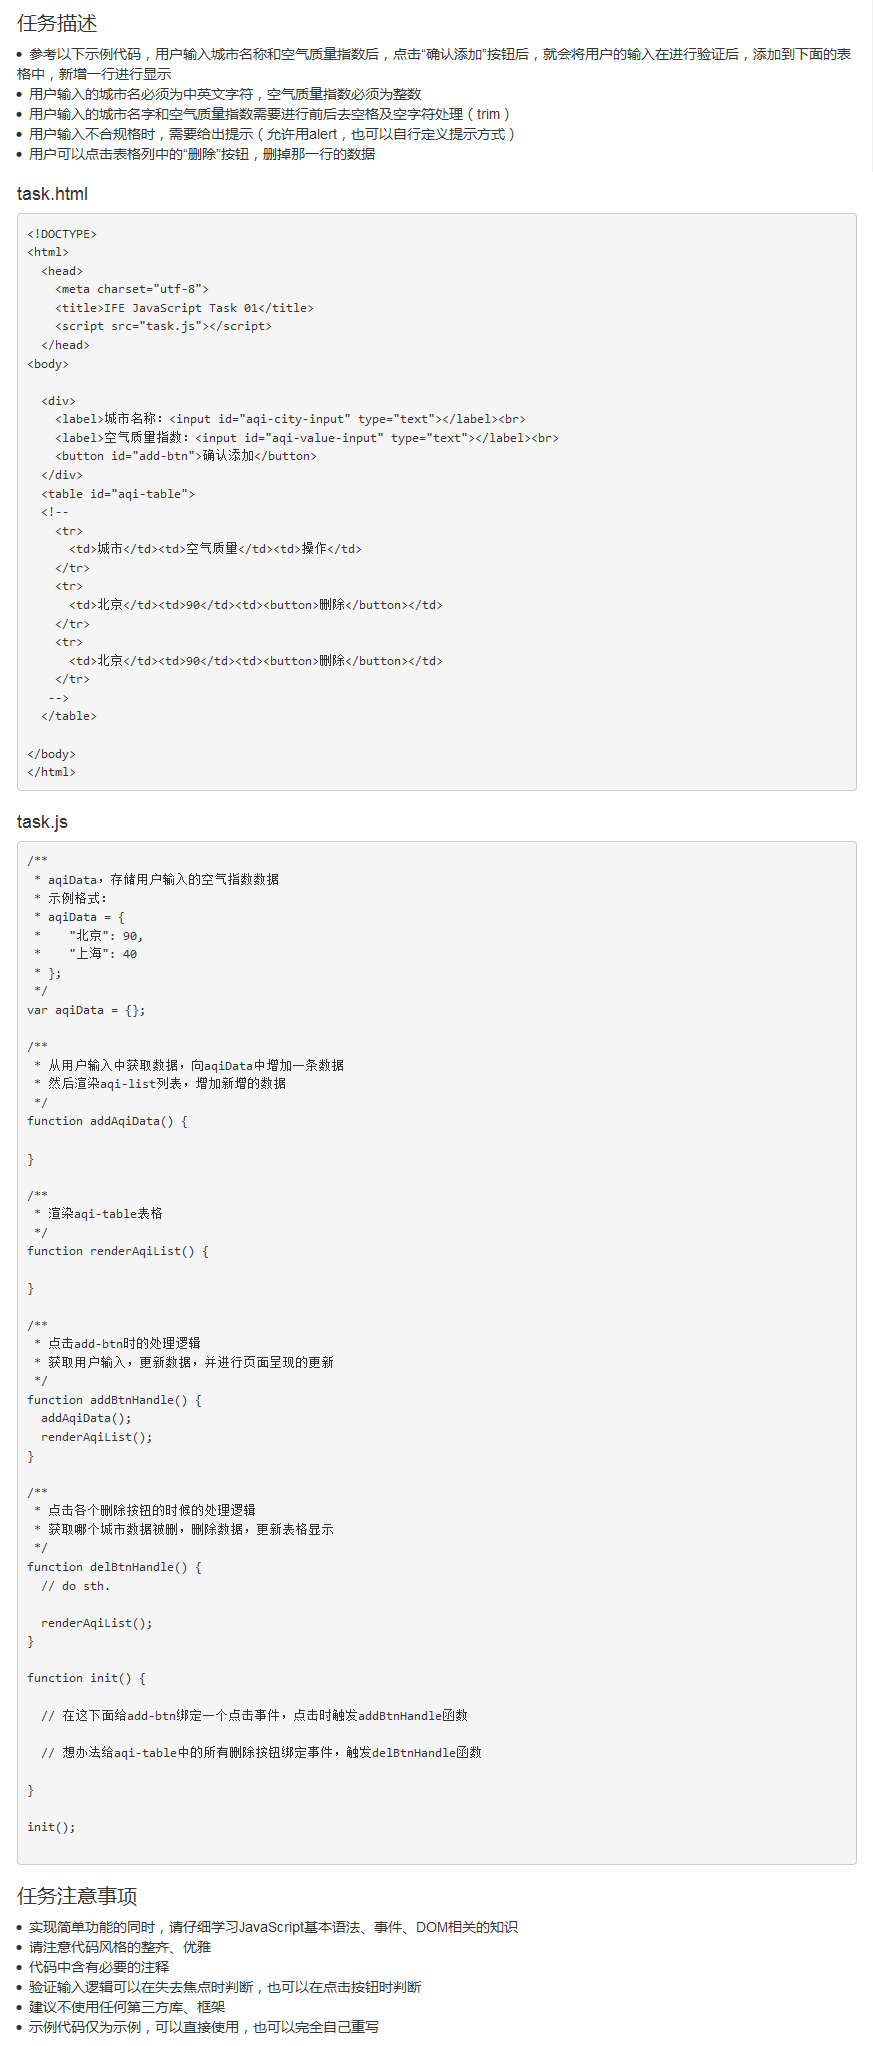 任务描述
• 参考以下示例代码，用户输入城市名称和空气质量指数后，点击“确认添加”按钮后，就会将用户的输入在进行验证后，添加到下面的表
格中，新增一行进行显示
• 用户输入的城市名必须为中英文字符，空气质量指数必须为整数
• 用户输入的城市名字和空气质量指数需要进行前后去空格及空字符处理（trim）
• 用户输入不合规格时，需要给出提示（允许用alert，也可以自行定义提示方式）
• 用户可以点击表格列中的“删除”按钮，删掉那一行的数据
task.html
<!DOCTYPE>
<html>
  <head>
    <meta charset="utf-8">
    <title>IFE JavaScript Task 01</title>
    <script src="task.js"></script>
  </head>
<body>

  <div>
    <label>城市名称：<input id="aqi-city-input" type="text"></label><br>
    <label>空气质量指数：<input id="aqi-value-input" type="text"></label><br>
    <button id="add-btn">确认添加</button>
  </div>
  <table id="aqi-table">
  <!--
    <tr>
      <td>城市</td><td>空气质量</td><td>操作</td>
    </tr>
    <tr>
      <td>北京</td><td>90</td><td><button>删除</button></td>
    </tr>
    <tr>
      <td>北京</td><td>90</td><td><button>删除</button></td>
    </tr>
   -->
  </table>

</body>
</html>
task.js
/**
 * aqiData，存储用户输入的空气指数数据
 * 示例格式：
 * aqiData = {
 *    "北京": 90,
 *    "上海": 40
 * };
 */
var aqiData = {};

/**
 * 从用户输入中获取数据，向aqiData中增加一条数据
 * 然后渲染aqi-list列表，增加新增的数据
 */
function addAqiData() {

}

/**
 * 渲染aqi-table表格
 */
function renderAqiList() {

}

/**
 * 点击add-btn时的处理逻辑
 * 获取用户输入，更新数据，并进行页面呈现的更新
 */
function addBtnHandle() {
  addAqiData();
  renderAqiList();
}

/**
 * 点击各个删除按钮的时候的处理逻辑
 * 获取哪个城市数据被删，删除数据，更新表格显示
 */
function delBtnHandle() {
  // do sth.

  renderAqiList();
}

function init() {

  // 在这下面给add-btn绑定一个点击事件，点击时触发addBtnHandle函数

  // 想办法给aqi-table中的所有删除按钮绑定事件，触发delBtnHandle函数

}

init();
任务注意事项
• 实现简单功能的同时，请仔细学习JavaScript基本语法、事件、DOM相关的知识
• 请注意代码风格的整齐、优雅
• 代码中含有必要的注释
• 验证输入逻辑可以在失去焦点时判断，也可以在点击按钮时判断
• 建议不使用任何第三方库、框架
• 示例代码仅为示例，可以直接使用，也可以完全自己重写